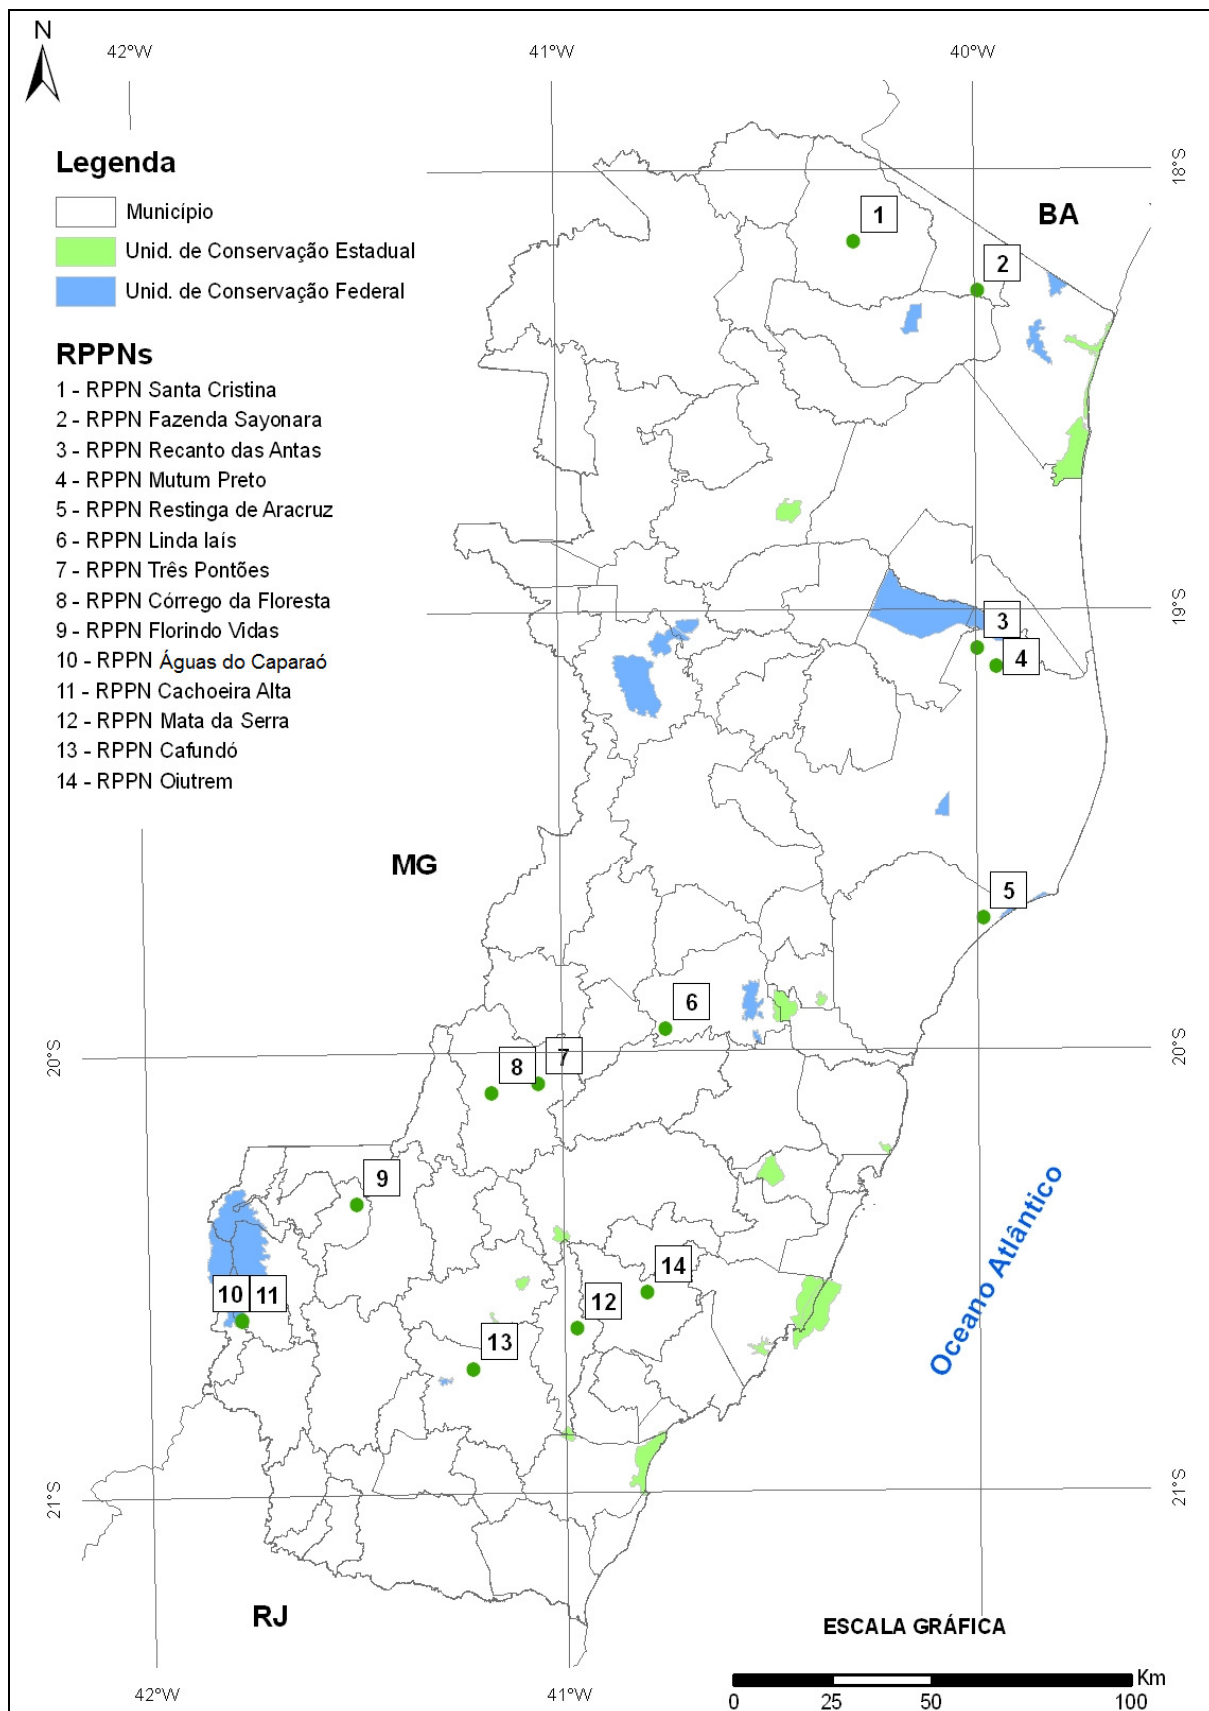 N
42°W
41°W
40°W
Legenda
Município
Unid. de Conservação Estadual
Unid. de Conservação Federal
RPPNs
1 - RPPN Santa Cristina
2 - RPPN Fazenda Sayonara
3 - RPPN Recanto das Antas
4 - RPPN Mutum Preto
5 - RPPN Restinga de Aracruz
6 - RPPN Linda laís
7 - RPPN Três Pontões
8 - RPPN Córrego da Floresta
9 - RPPN Florindo Vidas
10 - RPPN Águas do Caparaó
11 - RPPN Cachoeira Alta
12 - RPPN Mata da Serra
13 - RPPN Cafundó
14 - RPPN Oiutrem
18°S
BA
1
2
19°S
3
4
MG
5
6
20°S
20°S
7
8
9
10
11
12
13
14
Oceano Atlântico
21°S
21°S
RJ
ESCALA GRÁFICA
Km
0
25
50
100
42°W
41°W